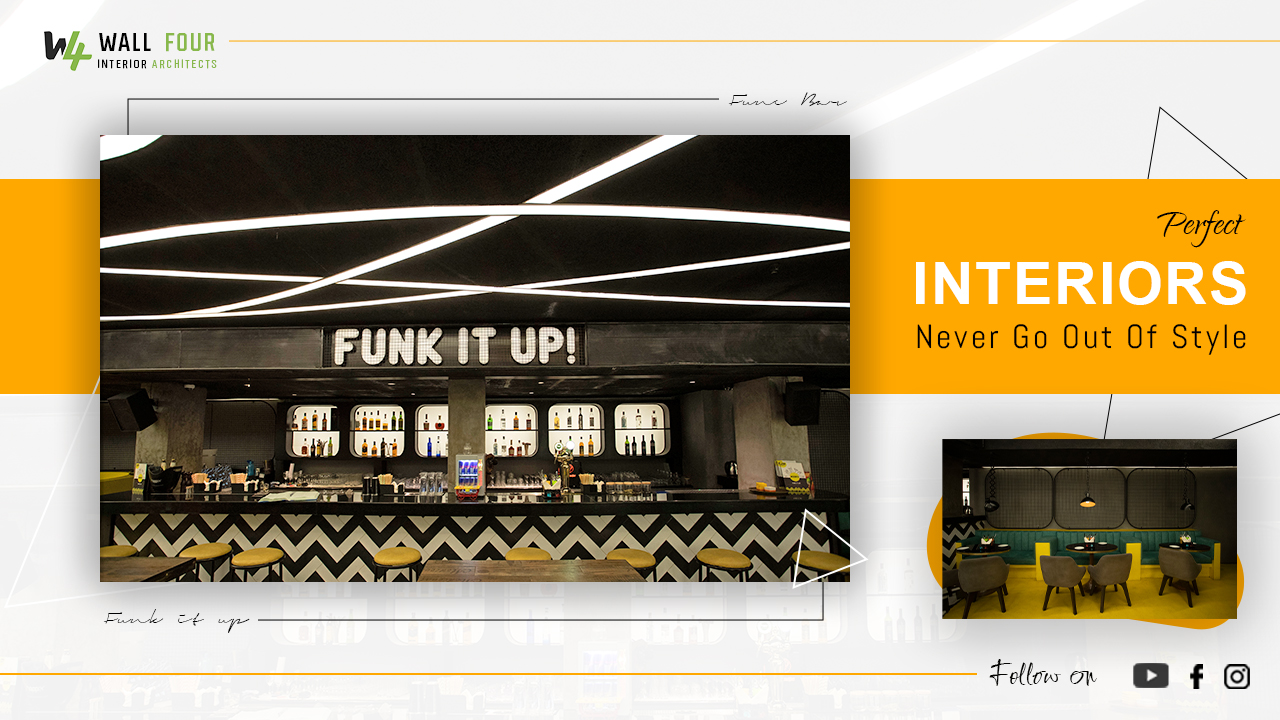 W4 WALL FOUR
INTERIOR ARCHITECTS
Func Bar
FUNK IT UP!
Perfect
INTERIORS
Never Go Out Of Style
Funk it up
Follow on